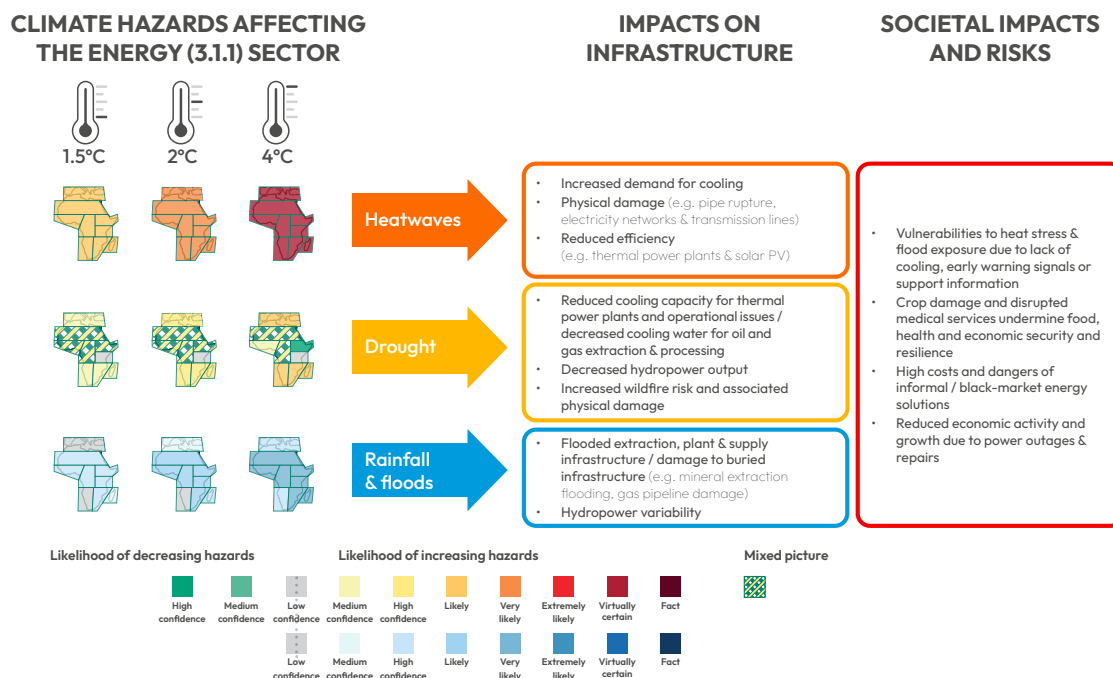 CLIMATE HAZARDS AFFECTING
THE ENERGY (3.1.1) SECTOR
IMPACTS ON
INFRASTRUCTURE
SOCIETAL IMPACTS
AND RISKS
1.5°C
2°C
4°C
Heatwaves
• Increased demand for cooling
• Physical damage (e.g. pipe rupture,
electricity networks & transmission lines)
• Reduced efficiency
(e.g. thermal power plants & solar PV)
Drought
• Reduced cooling capacity for thermal
power plants and operational issues /
decreased cooling water for oil and
gas extraction & processing
• Decreased hydropower output
• Increased wildfire risk and associated
physical damage
Rainfall
& floods
• Flooded extraction, plant & supply
infrastructure / damage to buried
infrastructure (e.g. mineral extraction
flooding, gas pipeline damage)
• Hydropower variability
• Vulnerabilities to heat stress &
flood exposure due to lack of
cooling, early warning signals or
support information
• Crop damage and disrupted
medical services undermine food,
health and economic security and
resilience
• High costs and dangers of
informal / black-market energy
solutions
• Reduced economic activity and
growth due to power outages &
repairs
Likelihood of decreasing hazards
Likelihood of increasing hazards
Mixed picture
High
confidence
Medium
confidence
Low
confidence
Medium
confidence
High
confidence
Likely
Very
likely
Extremely
likely
Virtually
certain
Fact
Low
confidence
Medium
confidence
High
confidence
Likely
Very
likely
Extremely
likely
Virtually
certain
Fact